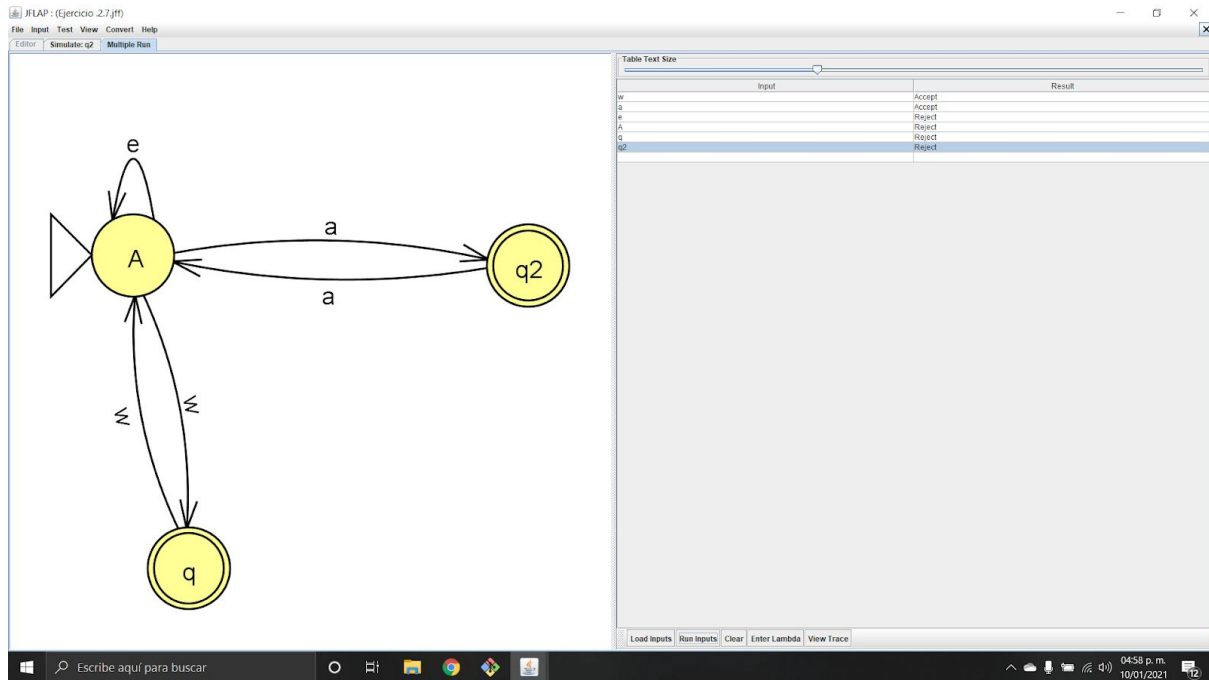 JFLAP : (Ejercicio .2.7.jff)
File Input Test View Convert Help
Editor Simulate: q2 Multiple Run
Table Text Size
Input Result
w Accept
a Accept
e Reject
A Reject
q Reject
q2 Reject
e
A
a
a
q2
w
w
q
Load Inputs Run Inputs Clear Enter Lambda View Trace
Escribe aquí para buscar
04:58 p. m.
10/01/2021
12